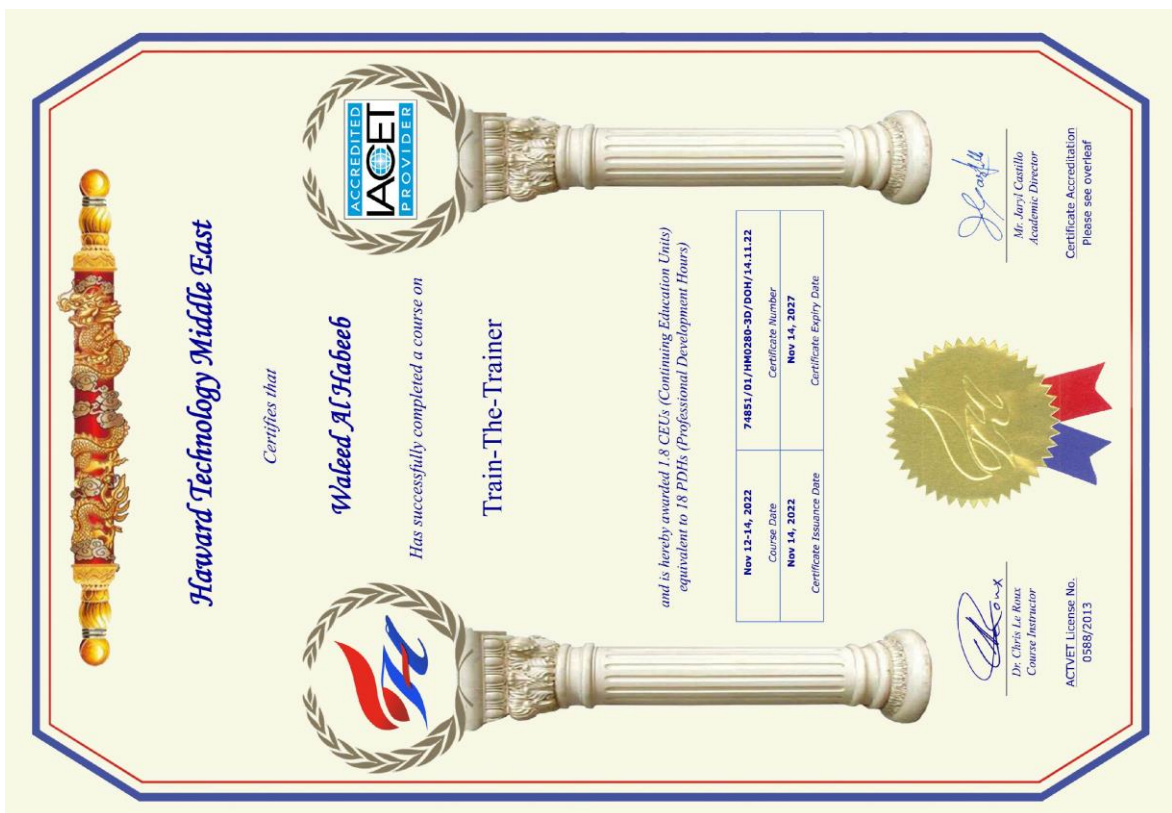 Haward Technology Middle East
Certifies that
ACCREDITED
IACET
PROVIDER
Waleed Al Habeeb
Has successfully completed a course on
Train-The-Trainer
and is hereby awarded 1.8 CEUs (Continuing Education Units)
equivalent to 18 PDHs (Professional Development Hours)
Nov 12-14, 2022 74851/01/HM0280-3D/DOH/14.11.22
Course Date Certificate Number
Nov 14, 2022 Nov 14, 2027
Certificate Issuance Date Certificate Expiry Date
Dr. Chris Le Roux
Course Instructor
Mr. Jaryl Castillo
Academic Director
ACTVET License No.
0588/2013
Certificate Accreditation
Please see overleaf